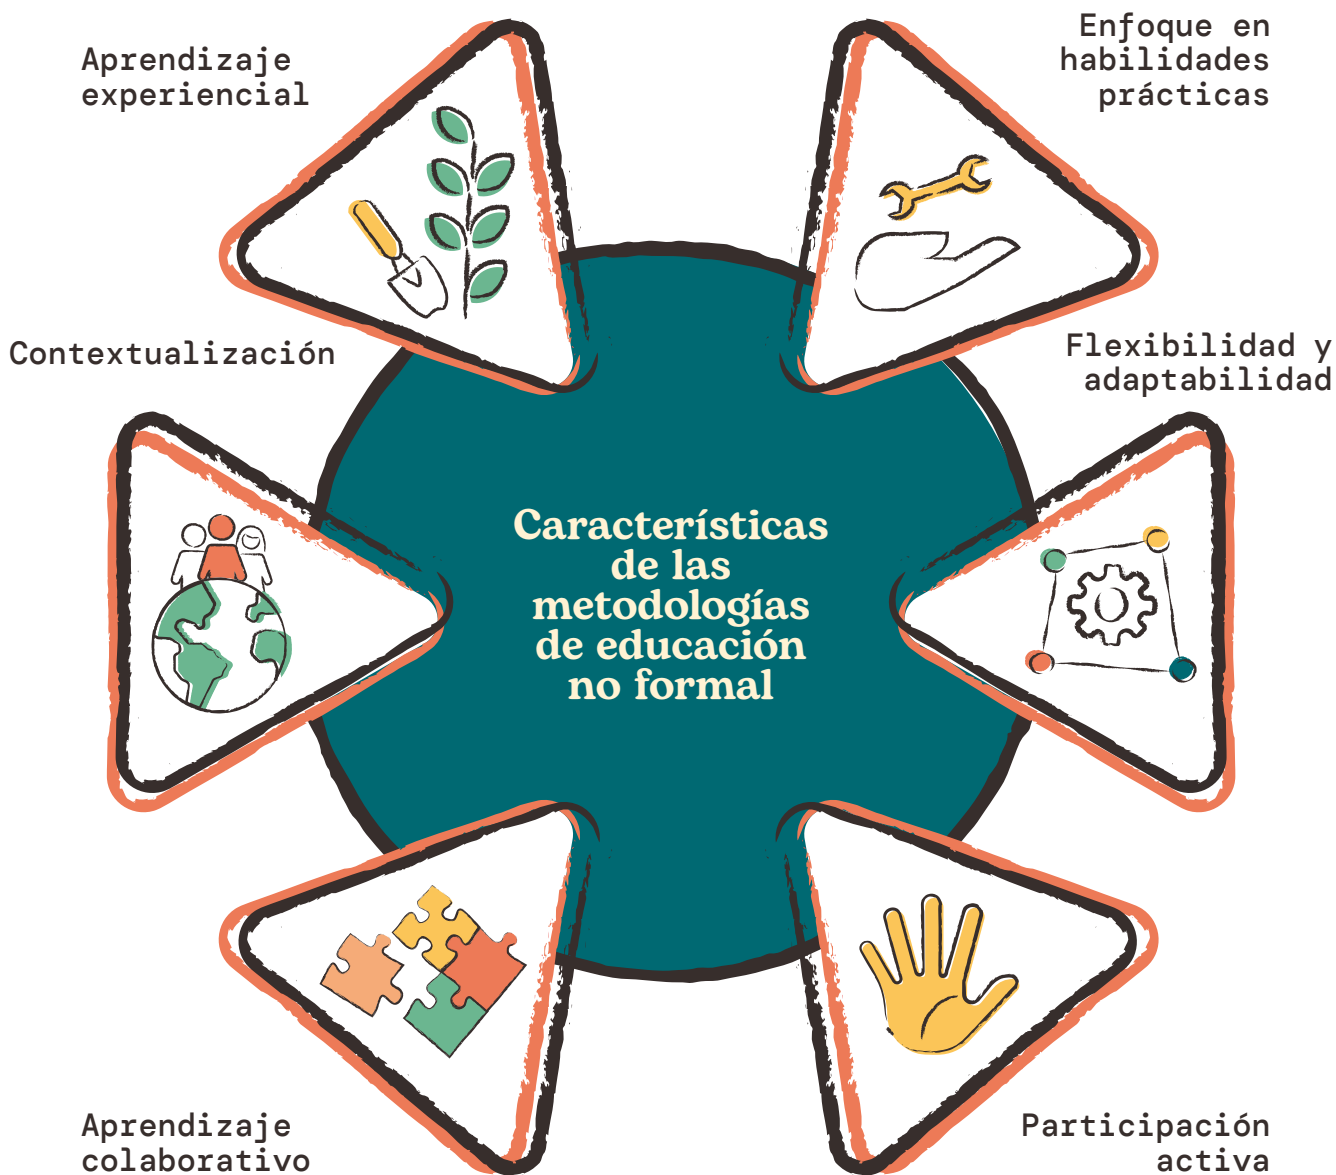 Aprendizaje
experiencial
Enfoque en
habilidades
prácticas
Contextualización
Flexibilidad y
adaptabilidad
Características
de las
metodologías
de educación
no formal
Aprendizaje
colaborativo
Participación
activa